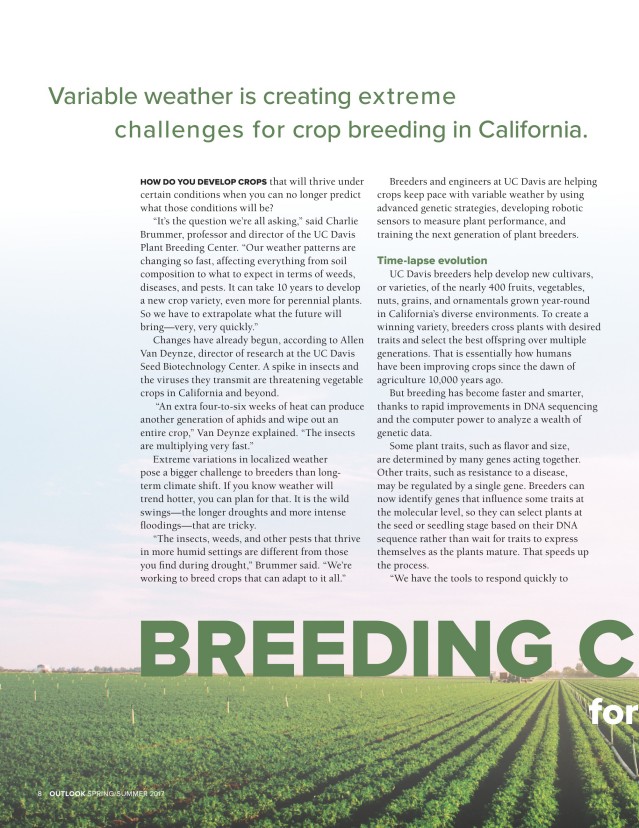 Variable weather is creating extreme
challenges for crop breeding in California.
HOW DO YOU DEVELOP CROPS that will thrive under
certain conditions when you can no longer predict
what those conditions will be?
“It’s the question we’re all asking,” said Charlie
Brummer, professor and director of the UC Davis
Plant Breeding Center. “Our weather patterns are
changing so fast, affecting everything from soil
composition to what to expect in terms of weeds,
diseases, and pests. It can take 10 years to develop
a new crop variety, even more for perennial plants.
So we have to extrapolate what the future will
bring—very, very quickly.”
Changes have already begun, according to Allen
Van Deynze, director of research at the UC Davis
Seed Biotechnology Center. A spike in insects and
the viruses they transmit are threatening vegetable
crops in California and beyond.
“An extra four-to-six weeks of heat can produce
another generation of aphids and wipe out an
entire crop,” Van Deynze explained. “The insects
are multiplying very fast.”
Extreme variations in localized weather
pose a bigger challenge to breeders than long-
term climate shift. If you know weather will
trend hotter, you can plan for that. It is the wild
swings—the longer droughts and more intense
floodings—that are tricky.
“The insects, weeds, and other pests that thrive
in more humid settings are different from those
you find during drought,” Brummer said. “We’re
working to breed crops that can adapt to it all.”
Breeders and engineers at UC Davis are helping
crops keep pace with variable weather by using
advanced genetic strategies, developing robotic
sensors to measure plant performance, and
training the next generation of plant breeders.
Time-lapse evolution
UC Davis breeders help develop new cultivars,
or varieties, of the nearly 400 fruits, vegetables,
nuts, grains, and ornamentals grown year-round
in California’s diverse environments. To create a
winning variety, breeders cross plants with desired
traits and select the best offspring over multiple
generations. That is essentially how humans
have been improving crops since the dawn of
agriculture 10,000 years ago.
But breeding has become faster and smarter,
thanks to rapid improvements in DNA sequencing
and the computer power to analyze a wealth of
genetic data.
Some plant traits, such as flavor and size,
are determined by many genes acting together.
Other traits, such as resistance to a disease,
may be regulated by a single gene. Breeders can
now identify genes that influence some traits at
the molecular level, so they can select plants at
the seed or seedling stage based on their DNA
sequence rather than wait for traits to express
themselves as the plants mature. That speeds up
the process.
“We have the tools to respond quickly to
BREEDING C
for
8 OUTLOOK SPRING/SUMMER 2017